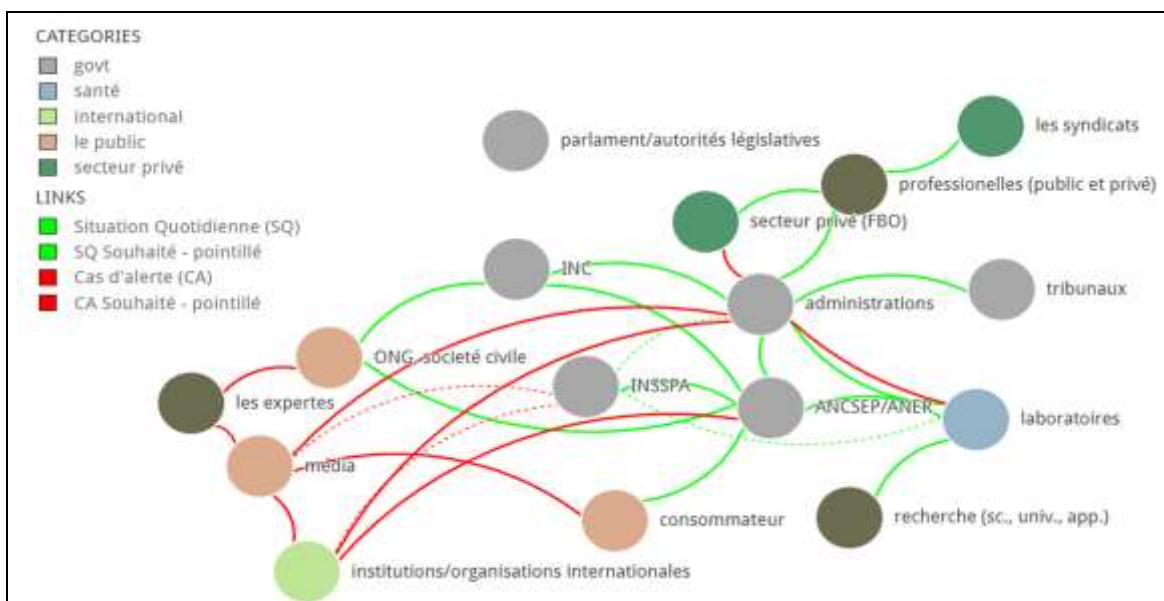 CATEGORIES
govt
santé
international
le public
secteur privé
LINKS
Situation Quotidienne (SQ)
SQ Souhaité - pointillé
Cas d'alerte (CA)
CA Souhaité - pointillé
les syndicats
parlament/autorités législatives
professionelles (public et privé)
secteur privé (FBO)
INC
tribunaux
administrations
ONG, societé civile
INSSPA
les expertes
ANCSEP/ANER
laboratoires
média
consommateur
recherche (sc., univ., app.)
institutions/organisations internationales